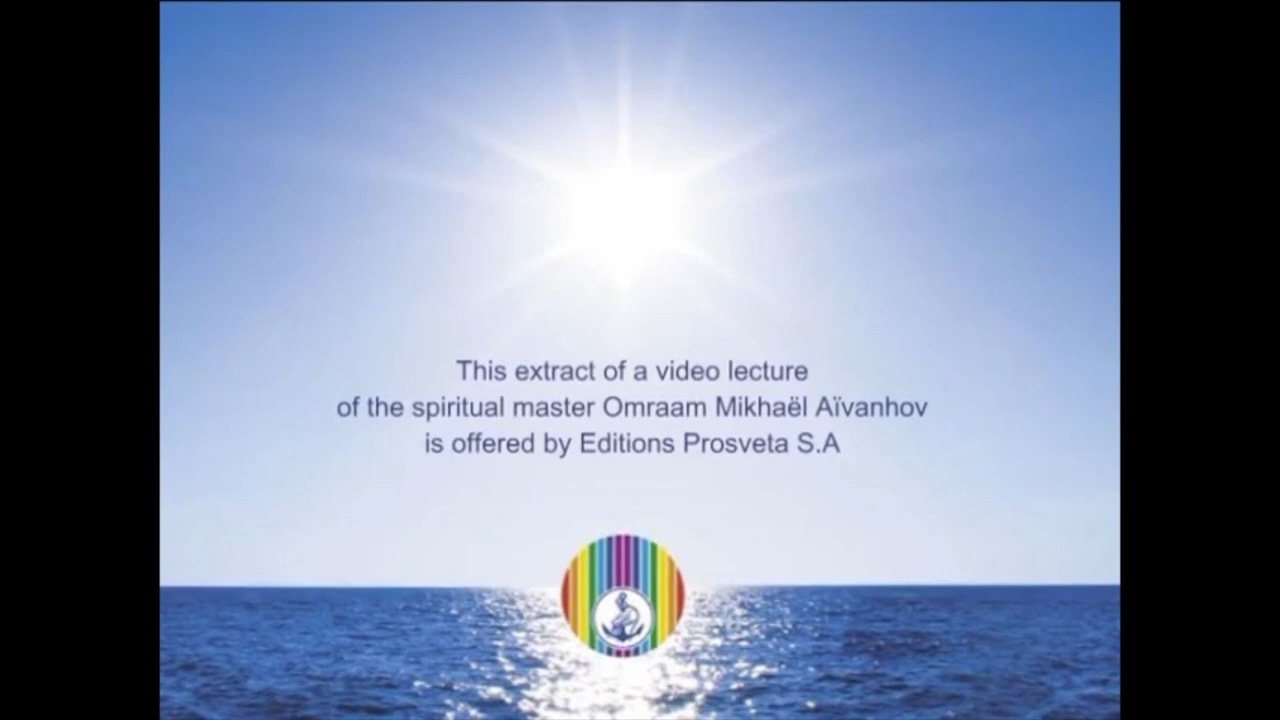 This extract of a video lecture
of the spiritual master Omraam Mikhaël Aïvanhov
is offered by Editions Prosveta S.A